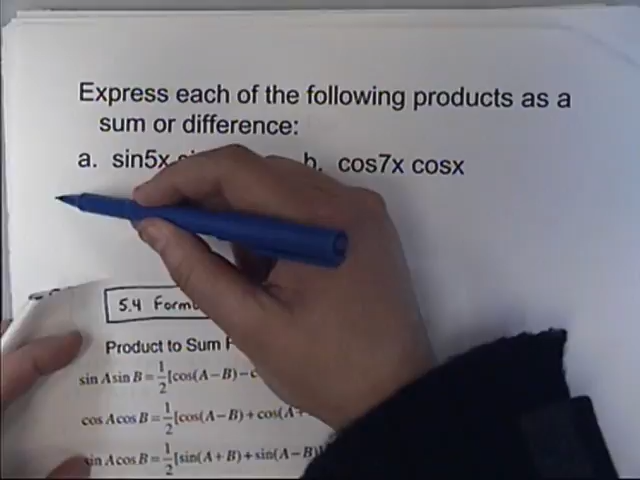 Express each of the following products as a
sum or difference:
a. sin5x b. cos7x cosx
5.4 Form
Product to Sum
sin A sin B = 1/2 [cos(A − B) −
cos A cos B = 1/2 [cos(A − B) + cos(A +
sin A cos B = 1/2 [sin(A + B) + sin(A − B)